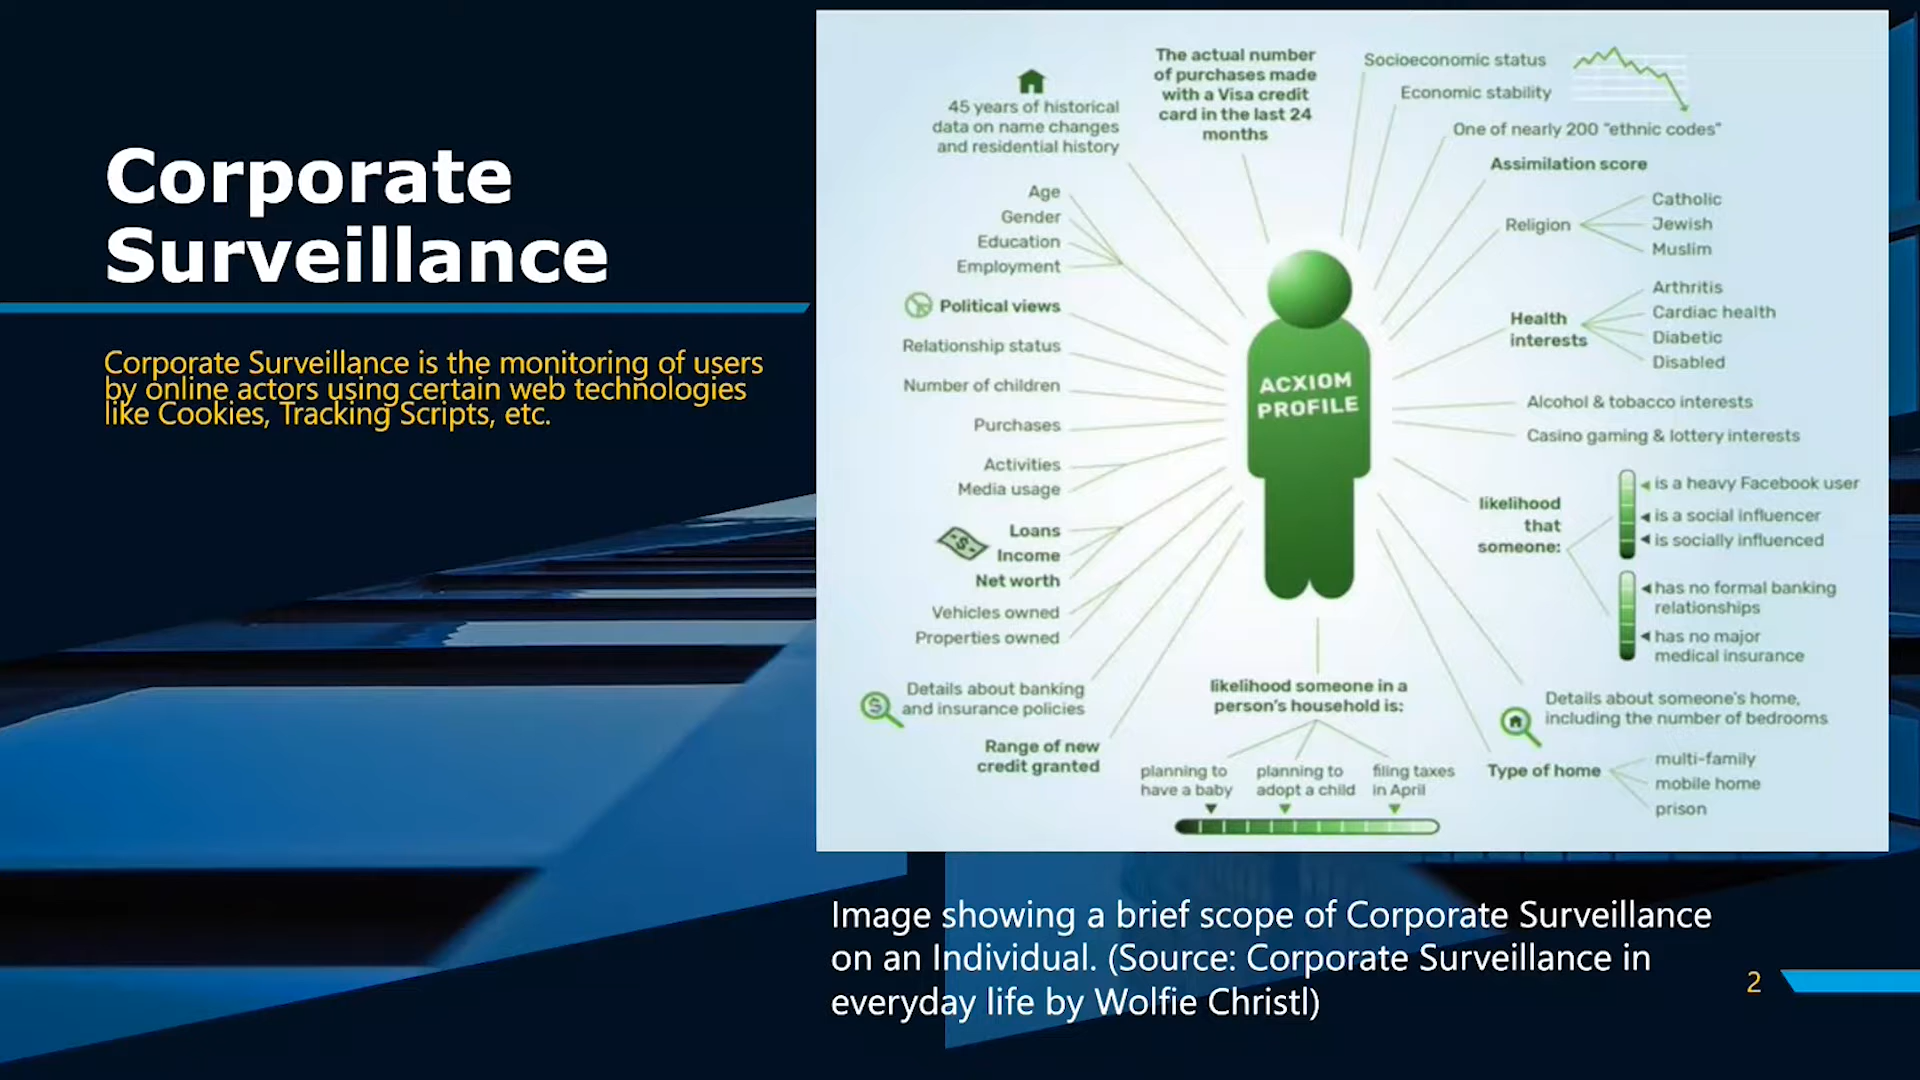 Corporate
Surveillance
Corporate Surveillance is the monitoring of users
by online actors using certain web technologies
like Cookies, Tracking Scripts, etc.
45 years of historical
data on name changes
and residential history
The actual number
of purchases made
with a Visa credit
card in the last 24
months
Socioeconomic status
Economic stability
One of nearly 200 "ethnic codes"
Assimilation score
Age
Gender
Education
Employment
Political views
Relationship status
Number of children
Purchases
Activities
Media usage
Loans
Income
Net worth
Vehicles owned
Properties owned
Details about banking
and insurance policies
Range of new
credit granted
ACXIOM
PROFILE
Religion
Catholic
Jewish
Muslim
Health
interests
Arthritis
Cardiac health
Diabetic
Disabled
Alcohol & tobacco interests
Casino gaming & lottery interests
likelihood
that
someone:
is a heavy Facebook user
is a social influencer
is socially influenced
has no formal banking
relationships
has no major
medical insurance
Details about someone's home,
including the number of bedrooms
Type of home
multi-family
mobile home
prison
likelihood someone in a
person's household is:
planning to
have a baby
planning to
adopt a child
filing taxes
in April
Image showing a brief scope of Corporate Surveillance
on an Individual. (Source: Corporate Surveillance in
everyday life by Wolfie Christl)
2